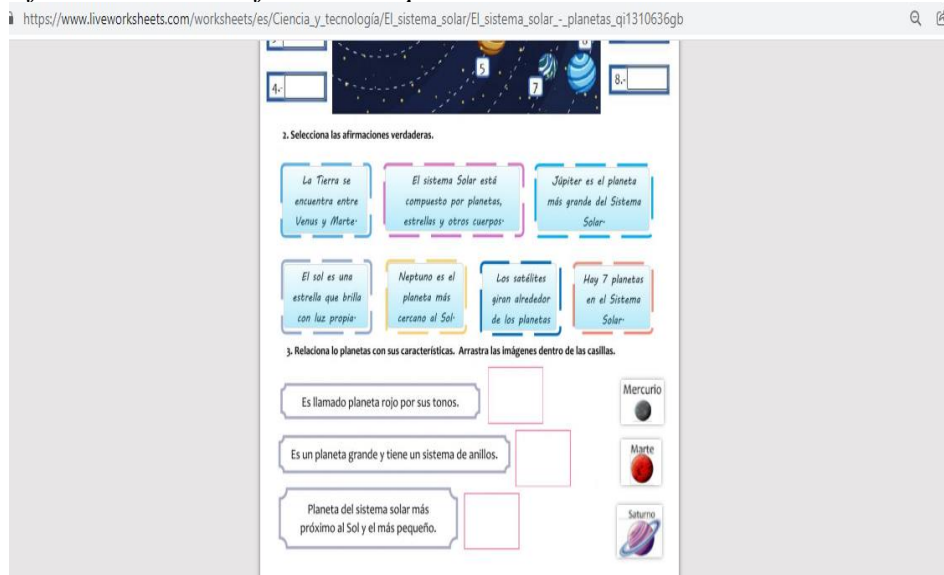 https://www.liveworksheets.com/worksheets/es/Ciencia_y_tecnología/El_sistema_solar/El_sistema_solar_-_planetas_qi1310636gb
5
7
4.-
8.-
2. Selecciona las afirmaciones verdaderas.
La Tierra se
encuentra entre
Venus y Marte.
El sistema Solar está
compuesto por planetas,
estrellas y otros cuerpos.
Júpiter es el planeta
más grande del Sistema
Solar.
El sol es una
estrella que brilla
con luz propia.
Neptuno es el
planeta más
cercano al Sol.
Los satélites
giran alrededor
de los planetas
Hay 7 planetas
en el Sistema
Solar.
3. Relaciona lo planetas con sus características. Arrastra las imágenes dentro de las casillas.
Es llamado planeta rojo por sus tonos.
Mercurio
Es un planeta grande y tiene un sistema de anillos.
Marte
Planeta del sistema solar más
próximo al Sol y el más pequeño.
Saturno